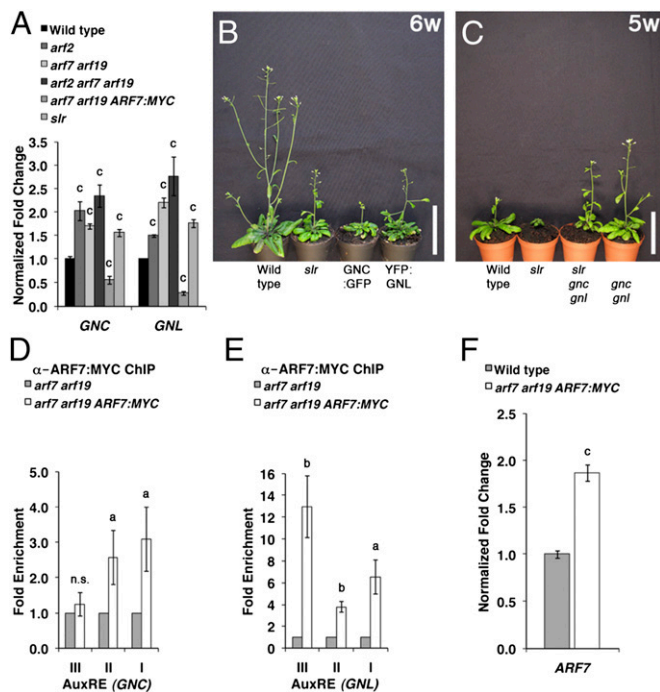 A
Wild type
arf2
arf7 arf19
arf2 arf7 arf19
arf7 arf19 ARF7:MYC
slr
Normalized Fold Change
3.5
3.0
2.5
2.0
1.5
1.0
0.5
0.0
c c c c c
c c c c c
GNC GNL
B 6w
Wild type
slr
GNC :GFP
YFP: GNL
C 5w
Wild type
slr
slr gnc gnl
gnc gnl
D
α–ARF7:MYC ChIP
arf7 arf19
arf7 arf19 ARF7:MYC
Fold Enrichment
5.0
4.0
3.0
2.0
1.0
0.0
n.s. a a
III II I
AuxRE (GNC)
E
α–ARF7:MYC ChIP
arf7 arf19
arf7 arf19 ARF7:MYC
Fold Enrichment
16
14
12
10
8
6
4
2
0
b b a
III II I
AuxRE (GNL)
F
Wild type
arf7 arf19 ARF7:MYC
Normalized Fold Change
2.5
2.0
1.5
1.0
0.5
0.0
c
ARF7